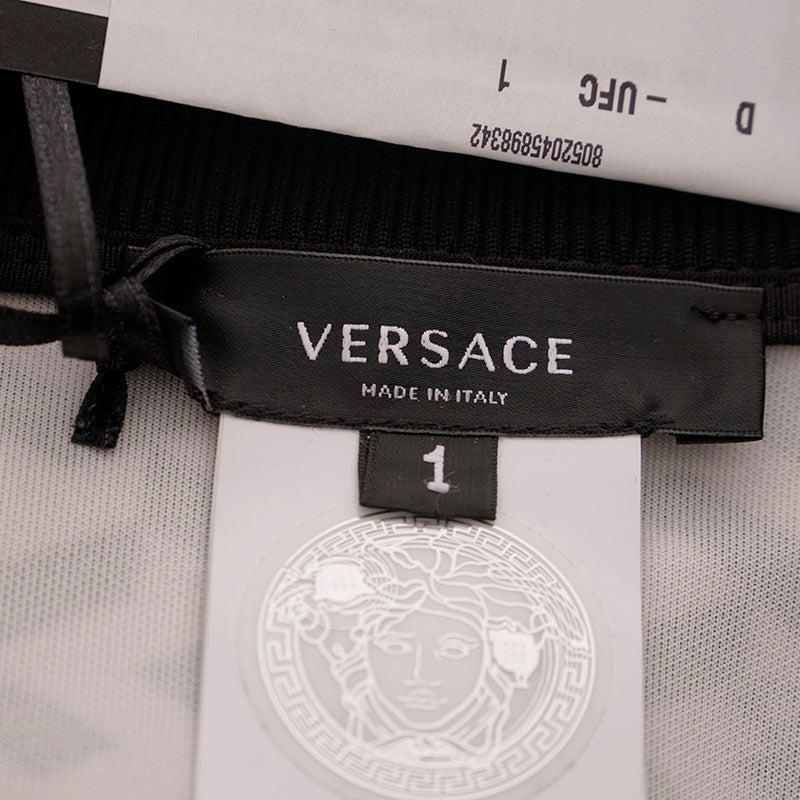 D - UFC 1
8052045898342
VERSACE
MADE IN ITALY
1